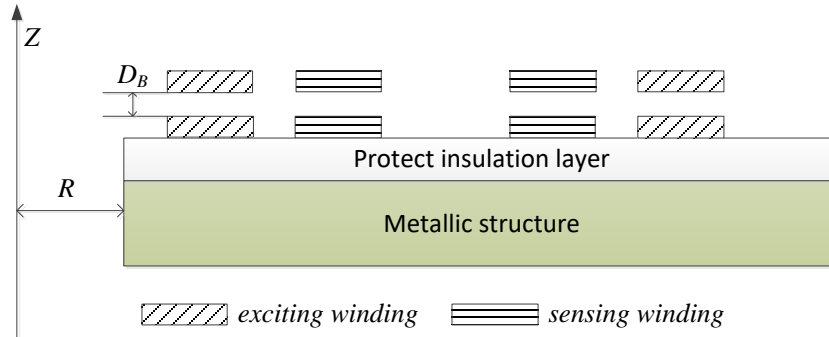 Z
D_B
Protect insulation layer
R
Metallic structure
exciting winding sensing winding